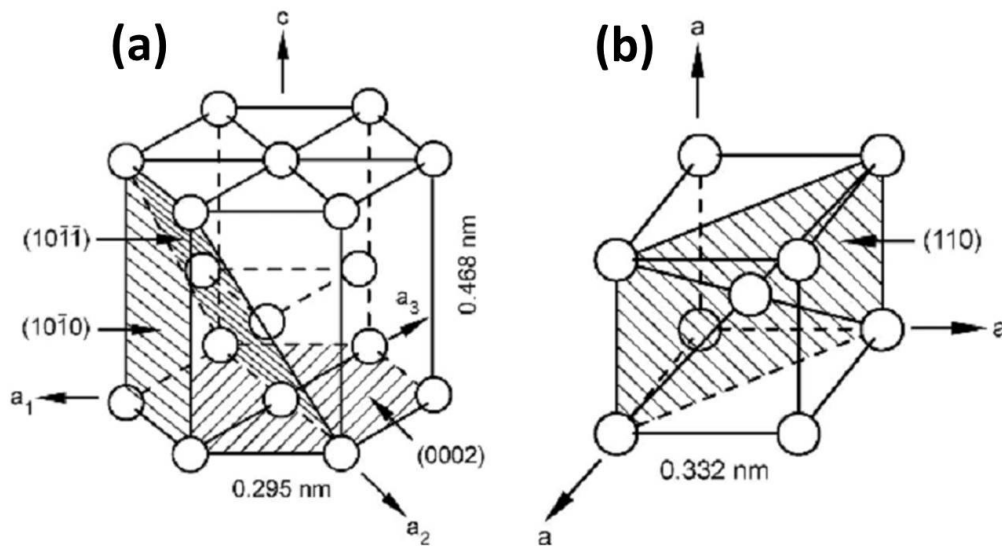 (a)
c
(101̄1̄)
(101̄0)
a₁
a₃
0.468 nm
(0002)
0.295 nm
a₂
(b)
a
(110)
a
0.332 nm
a